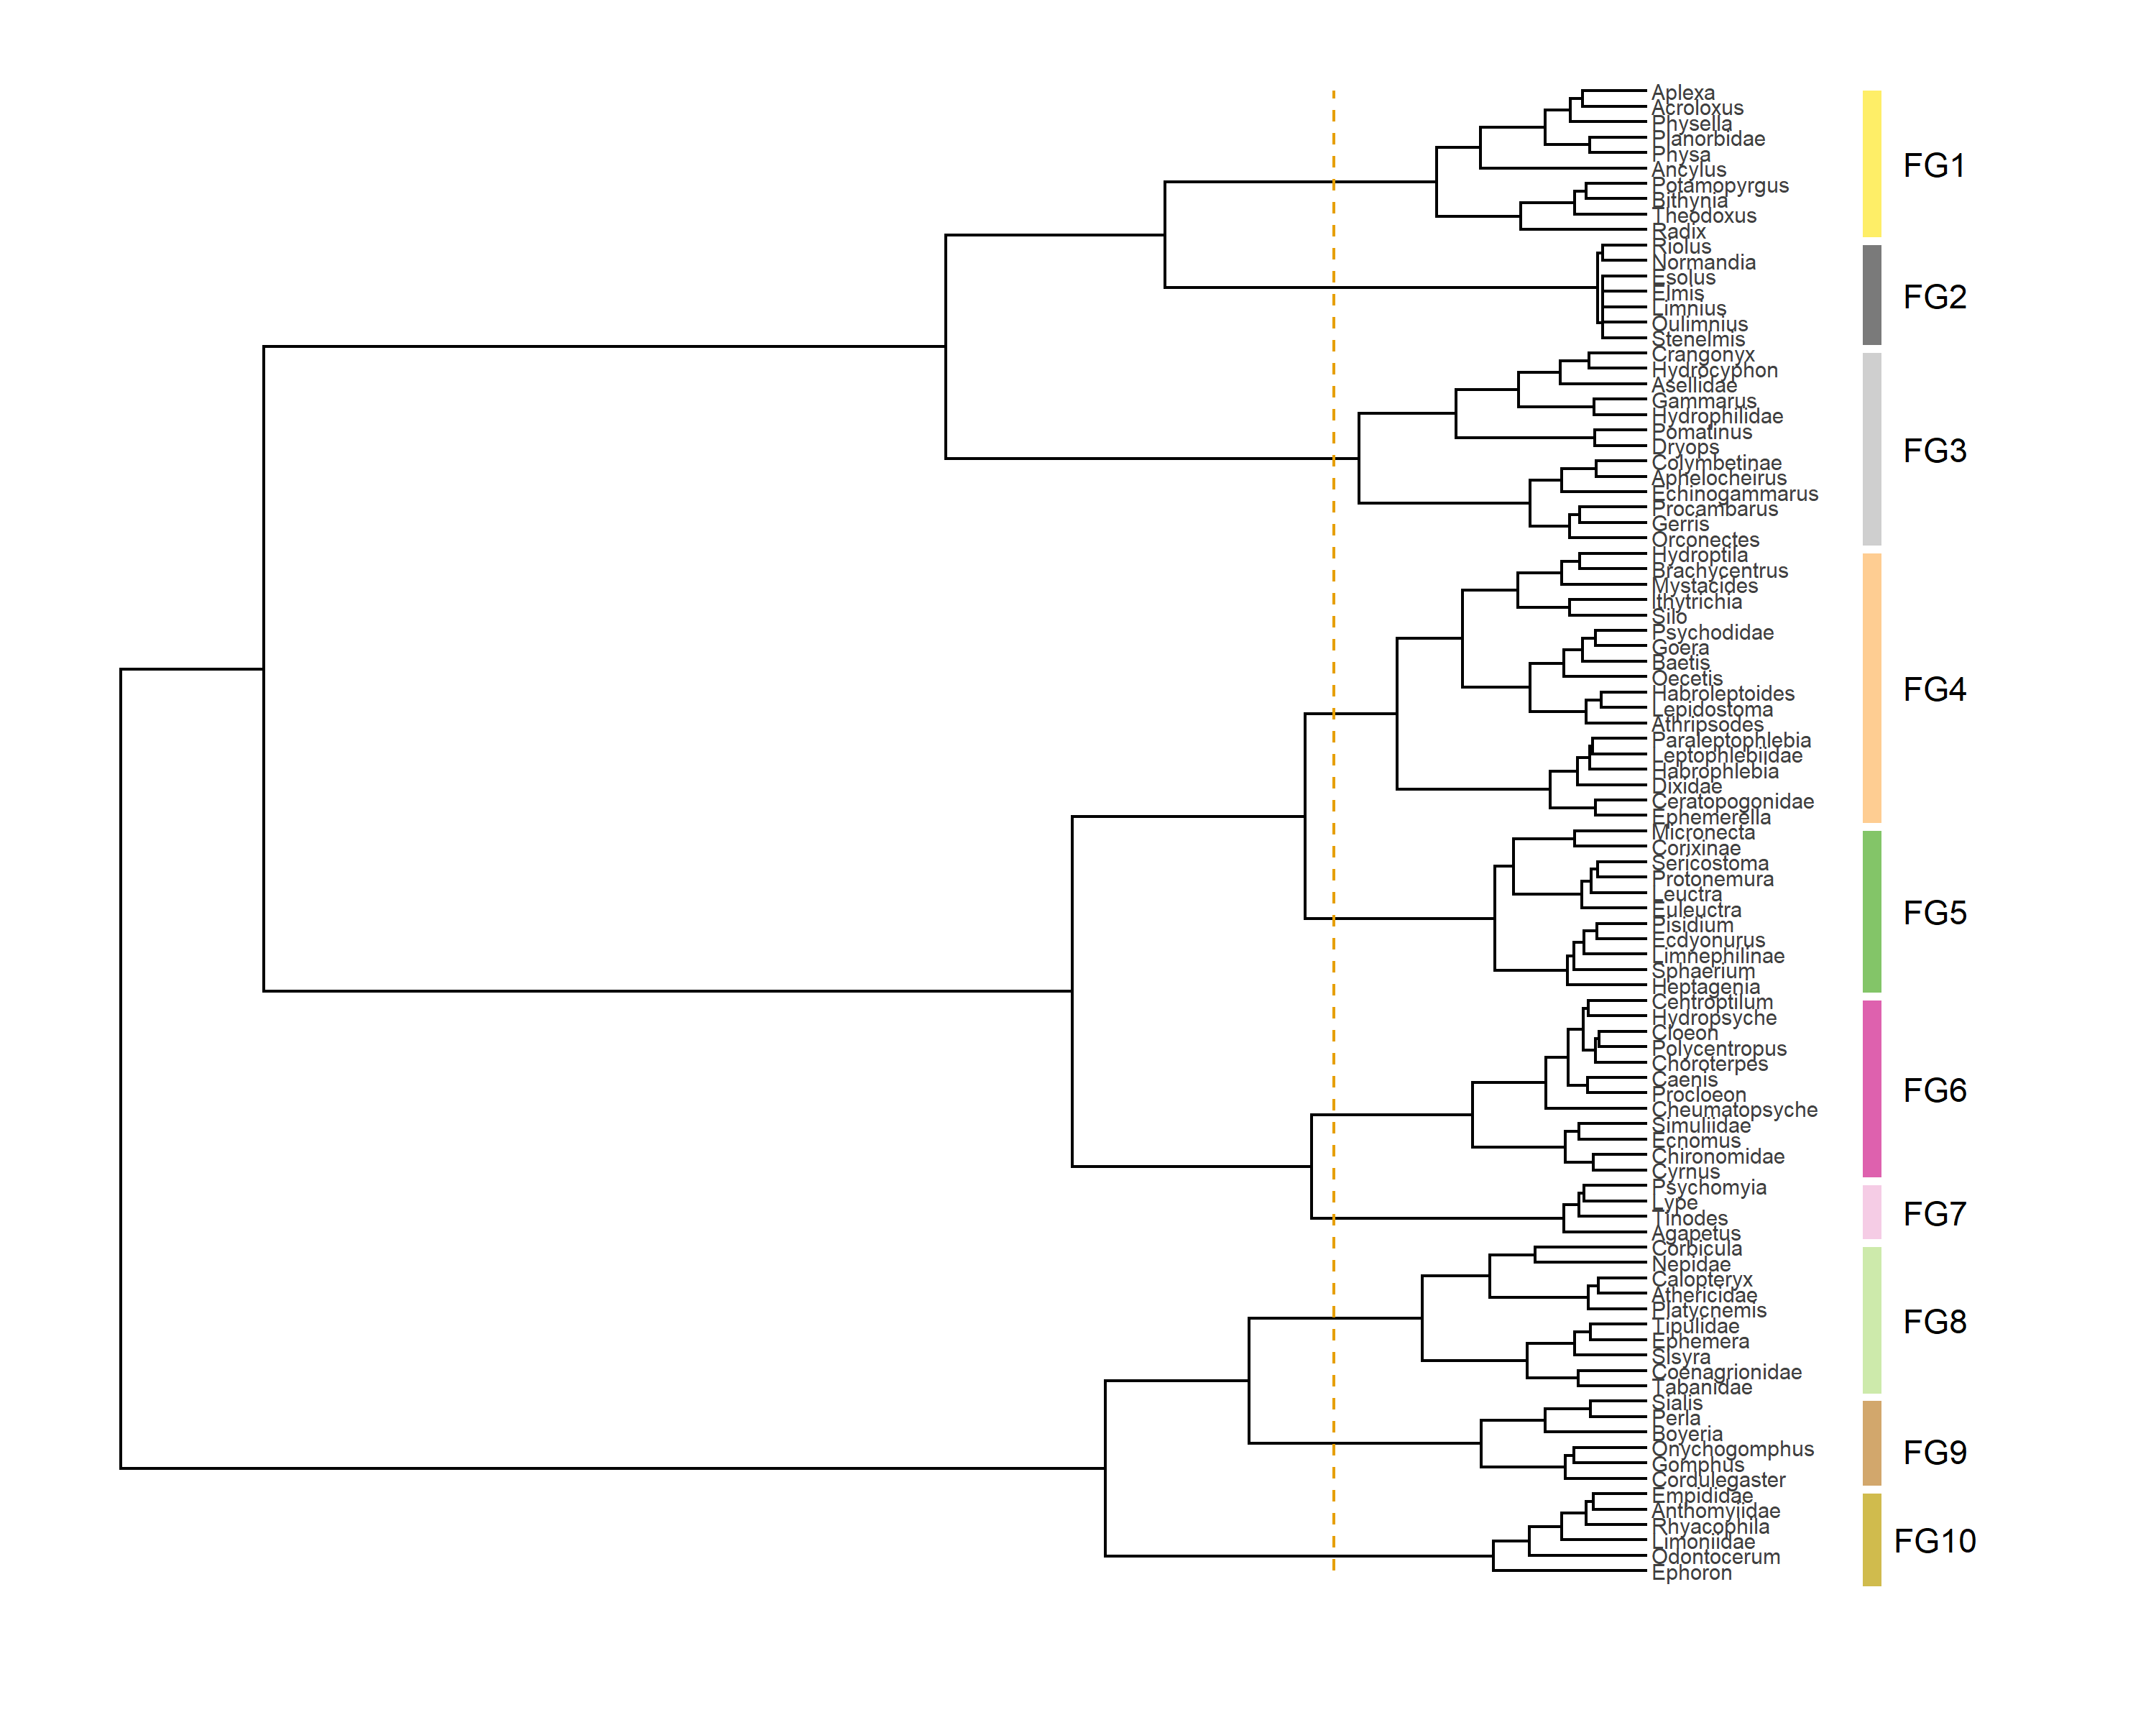 Aplexa
Acroloxus
Physella
Planorbidae
Physa
Ancylus
Potamopyrgus
Bithynia
Theodoxus
Radix
FG1
Riolus
Normandia
Esolus
Elmis
Limnius
Oulimnius
Stenelmis
FG2
Crangonyx
Hydrocyphon
Asellidae
Gammarus
Hydrophilidae
Pomatinus
Dryops
Colymbetinae
Aphelocheirus
Echinogammarus
Procambarus
Gerris
Orconectes
FG3
Hydroptila
Brachycentrus
Mystacides
Ithytrichia
Silo
Psychodidae
Goera
Baetis
Oecetis
Habroleptoides
Lepidostoma
Athripsodes
Paraleptophlebia
Leptophlebiidae
Habrophlebia
Dixidae
Ceratopogonidae
Ephemerella
FG4
Micronecta
Corixinae
Sericostoma
Protonemura
Leuctra
Euleuctra
Pisidium
Ecdyonurus
Limnephilinae
Sphaerium
Heptagenia
FG5
Centroptilum
Hydropsyche
Cloeon
Polycentropus
Choroterpes
Caenis
Procloeon
Cheumatopsyche
Simuliidae
Ecnomus
Chironomidae
Cyrnus
FG6
Psychomyia
Lype
Tinodes
Agapetus
FG7
Corbicula
Nepidae
Calopteryx
Athericidae
Platycnemis
Tipulidae
Ephemera
SIsyra
Coenagrionidae
Tabanidae
FG8
Sialis
Perla
Boyeria
Onychogomphus
Gomphus
Cordulegaster
FG9
Empididae
Anthomyiidae
Rhyacophila
Limoniidae
Odontocerum
Ephoron
FG10